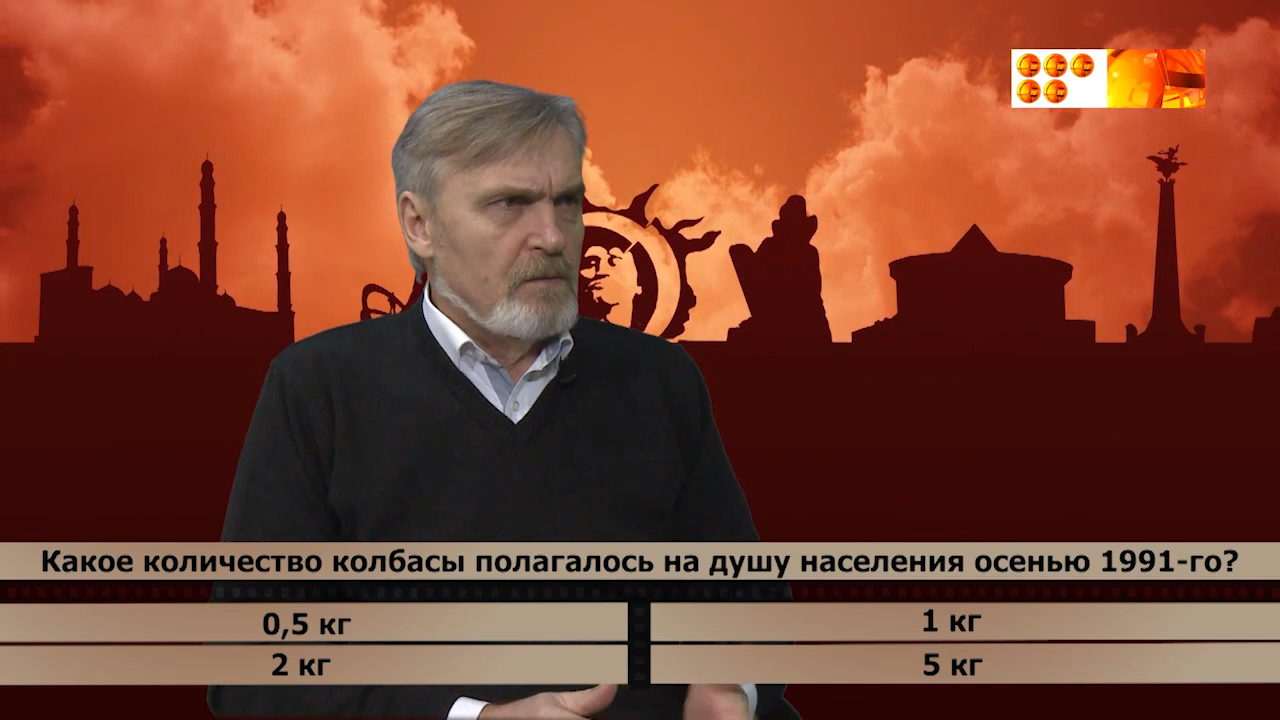 Какое количество колбасы полагалось на душу населения осенью 1991-го?
0,5 кг
1 кг
2 кг
5 кг